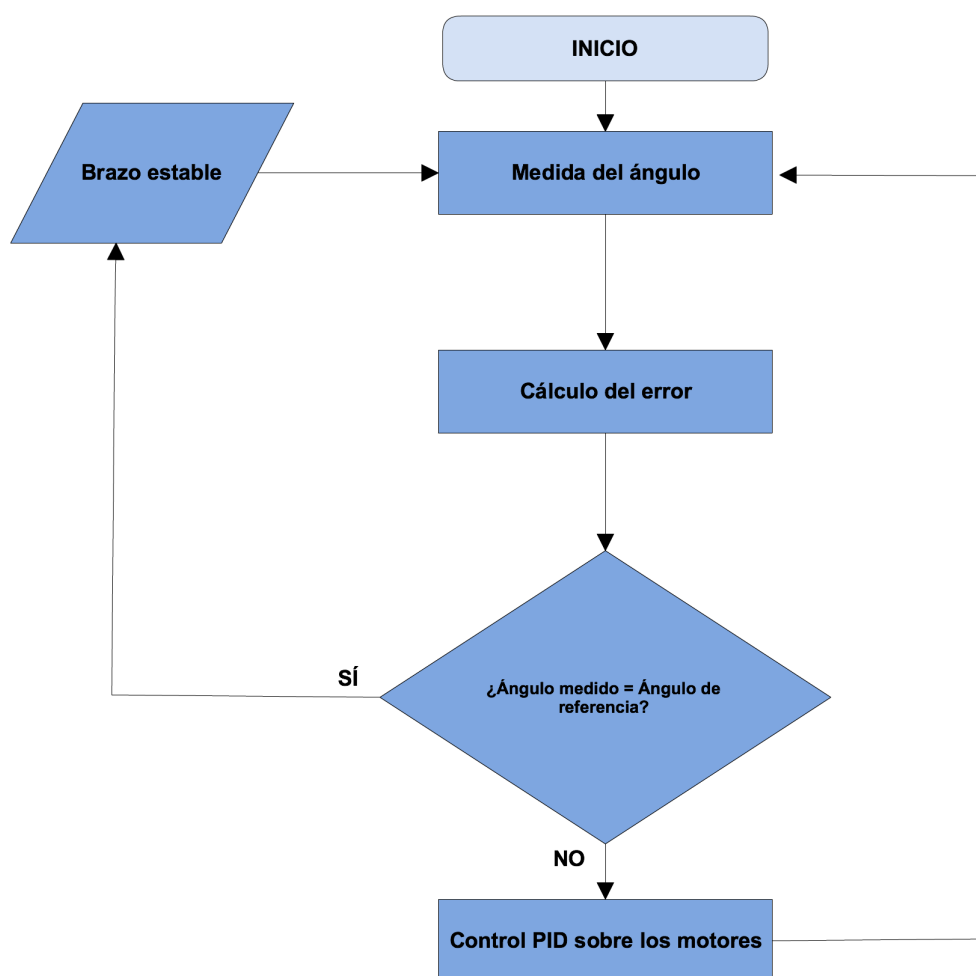 INICIO
Brazo estable
Medida del ángulo
Cálculo del error
SÍ
¿Ángulo medido = Ángulo de
referencia?
NO
Control PID sobre los motores